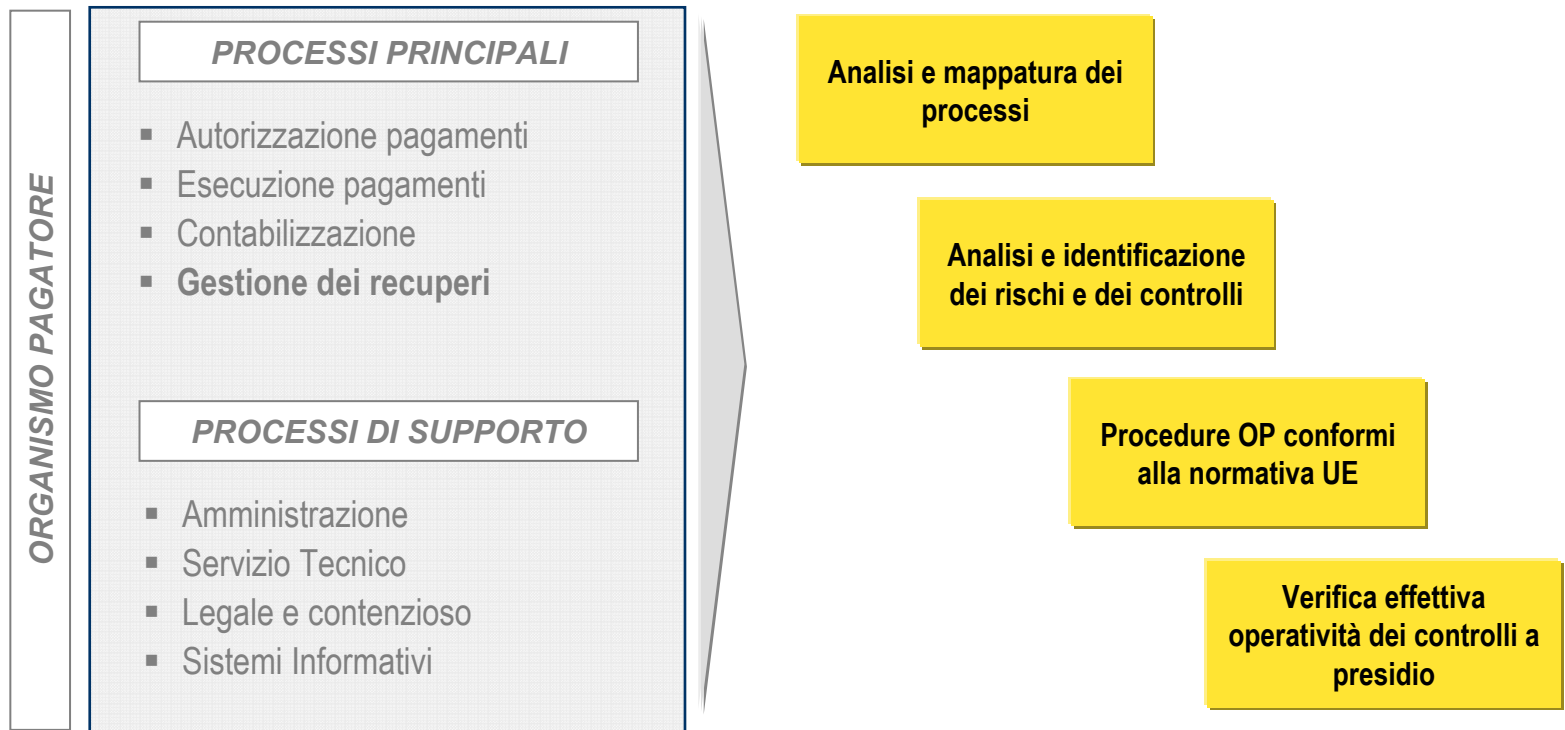 ORGANISMO PAGATORE
PROCESSI PRINCIPALI
▪ Autorizzazione pagamenti
▪ Esecuzione pagamenti
▪ Contabilizzazione
▪ Gestione dei recuperi
PROCESSI DI SUPPORTO
▪ Amministrazione
▪ Servizio Tecnico
▪ Legale e contenzioso
▪ Sistemi Informativi
Analisi e mappatura dei
processi
Analisi e identificazione
dei rischi e dei controlli
Procedure OP conformi
alla normativa UE
Verifica effettiva
operatività dei controlli a
presidio